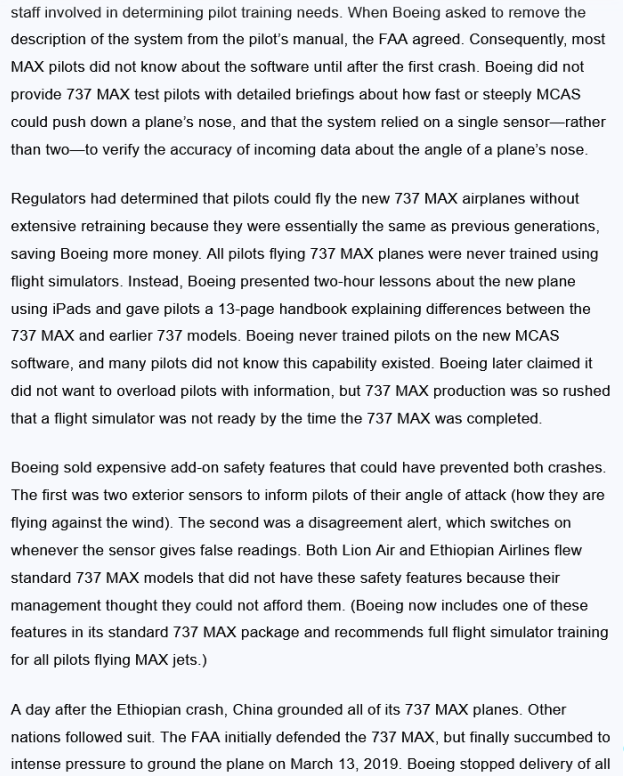 staff involved in determining pilot training needs. When Boeing asked to remove the
description of the system from the pilot's manual, the FAA agreed. Consequently, most
MAX pilots did not know about the software until after the first crash. Boeing did not
provide 737 MAX test pilots with detailed briefings about how fast or steeply MCAS
could push down a plane's nose, and that the system relied on a single sensor—rather
than two—to verify the accuracy of incoming data about the angle of a plane's nose.
Regulators had determined that pilots could fly the new 737 MAX airplanes without
extensive retraining because they were essentially the same as previous generations,
saving Boeing more money. All pilots flying 737 MAX planes were never trained using
flight simulators. Instead, Boeing presented two-hour lessons about the new plane
using iPads and gave pilots a 13-page handbook explaining differences between the
737 MAX and earlier 737 models. Boeing never trained pilots on the new MCAS
software, and many pilots did not know this capability existed. Boeing later claimed it
did not want to overload pilots with information, but 737 MAX production was so rushed
that a flight simulator was not ready by the time the 737 MAX was completed.
Boeing sold expensive add-on safety features that could have prevented both crashes.
The first was two exterior sensors to inform pilots of their angle of attack (how they are
flying against the wind). The second was a disagreement alert, which switches on
whenever the sensor gives false readings. Both Lion Air and Ethiopian Airlines flew
standard 737 MAX models that did not have these safety features because their
management thought they could not afford them. (Boeing now includes one of these
features in its standard 737 MAX package and recommends full flight simulator training
for all pilots flying MAX jets.)
A day after the Ethiopian crash, China grounded all of its 737 MAX planes. Other
nations followed suit. The FAA initially defended the 737 MAX, but finally succumbed to
intense pressure to ground the plane on March 13, 2019. Boeing stopped delivery of all